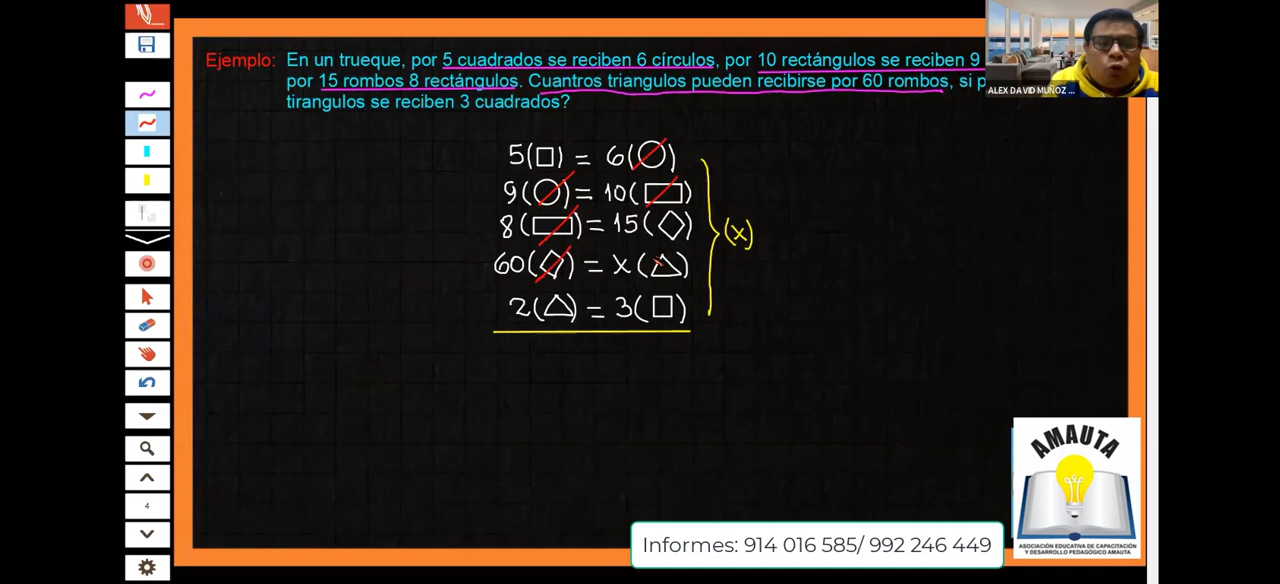 Ejemplo: En un trueque, por 5 cuadrados se reciben 6 círculos, por 10 rectángulos se reciben 9
por 15 rombos 8 rectángulos. Cuantros triangulos pueden recibirse por 60 rombos, si p
tirangulos se reciben 3 cuadrados?
ALEX DAVID MUÑOZ ...
5(□) = 6(○)
9(○) = 10(▭)
8(▭) = 15(◇)
60(◇) = x(△)
2(△) = 3(□)
(x)
4
AMAUTA
ASOCIACIÓN EDUCATIVA DE CAPACITACIÓN
Y DESARROLLO PEDAGÓGICO AMAUTA
Informes: 914 016 585/ 992 246 449